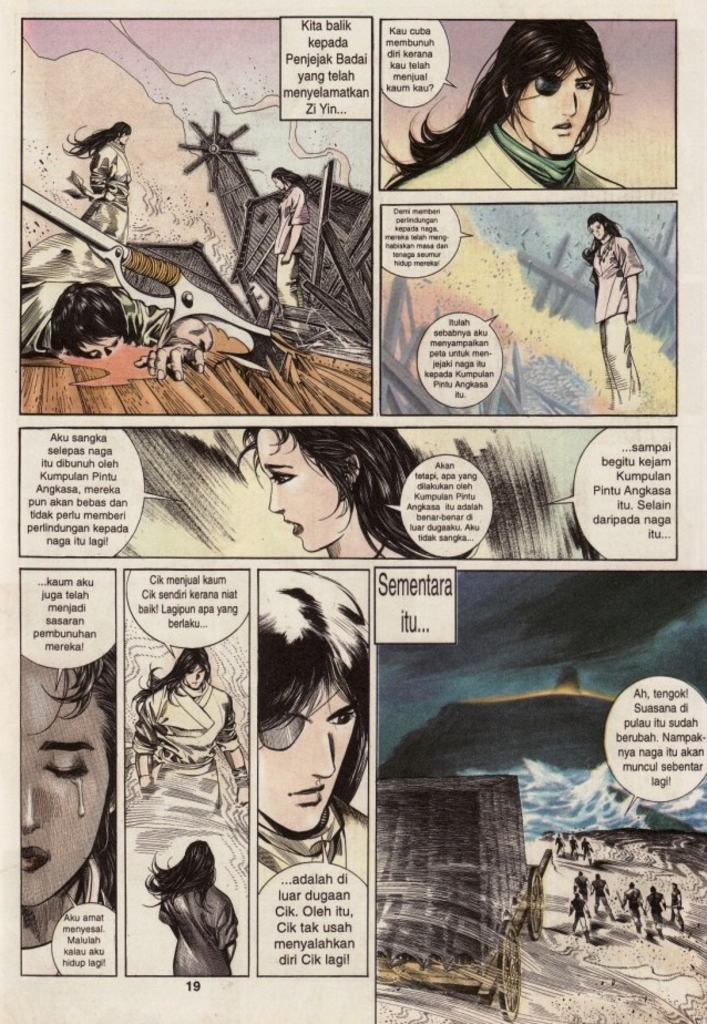 Kita balik
kepada
Penjejak Badai
yang telah
menyelamatkan
Zi Yin...
Kau cuba
membunuh
diri kerana
kau telah
menjual
kaum kau?
Demi memberi
perlindungan
kepada naga,
mereka telah meng-
habiskan masa dan
tenaga seumur
hidup mereka!
Itulah
sebabnya aku
menyampaikan
peta untuk men-
jejaki naga itu
kepada Kumpulan
Pintu Angkasa
itu.
Aku sangka
selepas naga
itu dibunuh oleh
Kumpulan Pintu
Angkasa, mereka
pun akan bebas dan
tidak perlu memberi
perlindungan kepada
naga itu lagi!
Akan
tetapi, apa yang
dilakukan oleh
Kumpulan Pintu
Angkasa itu adalah
benar-benar di
luar dugaaku. Aku
tidak sangka...
...sampai
begitu kejam
Kumpulan
Pintu Angkasa
itu. Selain
daripada naga
itu...
...kaum aku
juga telah
menjadi
sasaran
pembunuhan
mereka!
Aku amat
menyesal.
Malulah
kalau aku
hidup lagi!
Cik menjual kaum
Cik sendiri kerana niat
baik! Lagipun apa yang
berlaku...
...adalah di
luar dugaan
Cik. Oleh itu,
Cik tak usah
menyalahkan
diri Cik lagi!
Sementara
itu...
Ah, tengok!
Suasana di
pulau itu sudah
berubah. Nampak-
nya naga itu akan
muncul sebentar
lagi!
19